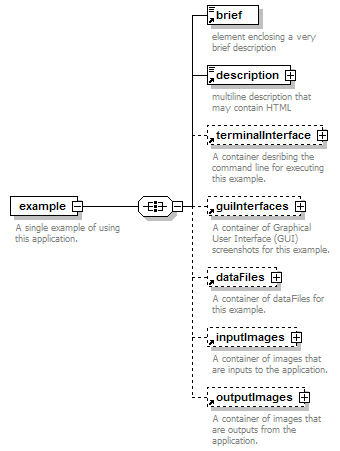 brief
element enclosing a very
brief description
description
multiline description that
may contain HTML
terminalInterface
A container desribing the
command line for executing
this example.
example
A single example of using
this application.
guiInterfaces
A container of Graphical
User Interface (GUI)
screenshots for this example.
dataFiles
A container of dataFiles for
this example.
inputImages
A container of images that
are inputs to the application.
outputImages
A container of images that
are outputs from the
application.